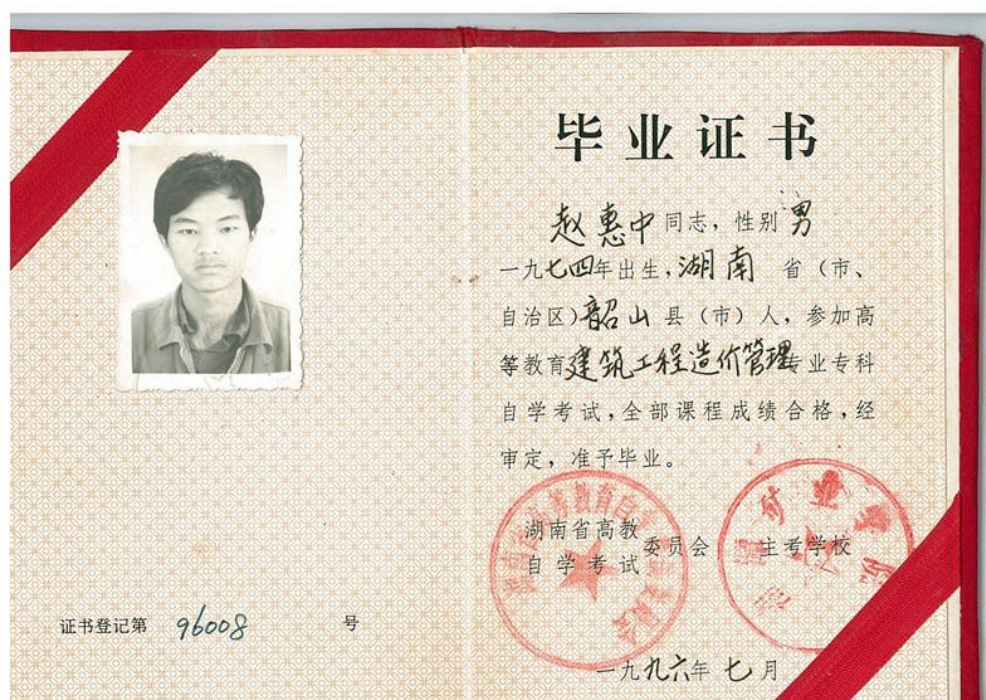 毕业证书
赵惠中同志，性别男
一九七四年出生，湖南省（市、
自治区）韶山县（市）人，参加高
等教育建筑工程造价管理专业专科
自学考试，全部课程成绩合格，经
审定，准予毕业。
湖南省高教
自学考试
委员会
主考学校
一九九六年七月
证书登记第 96008 号